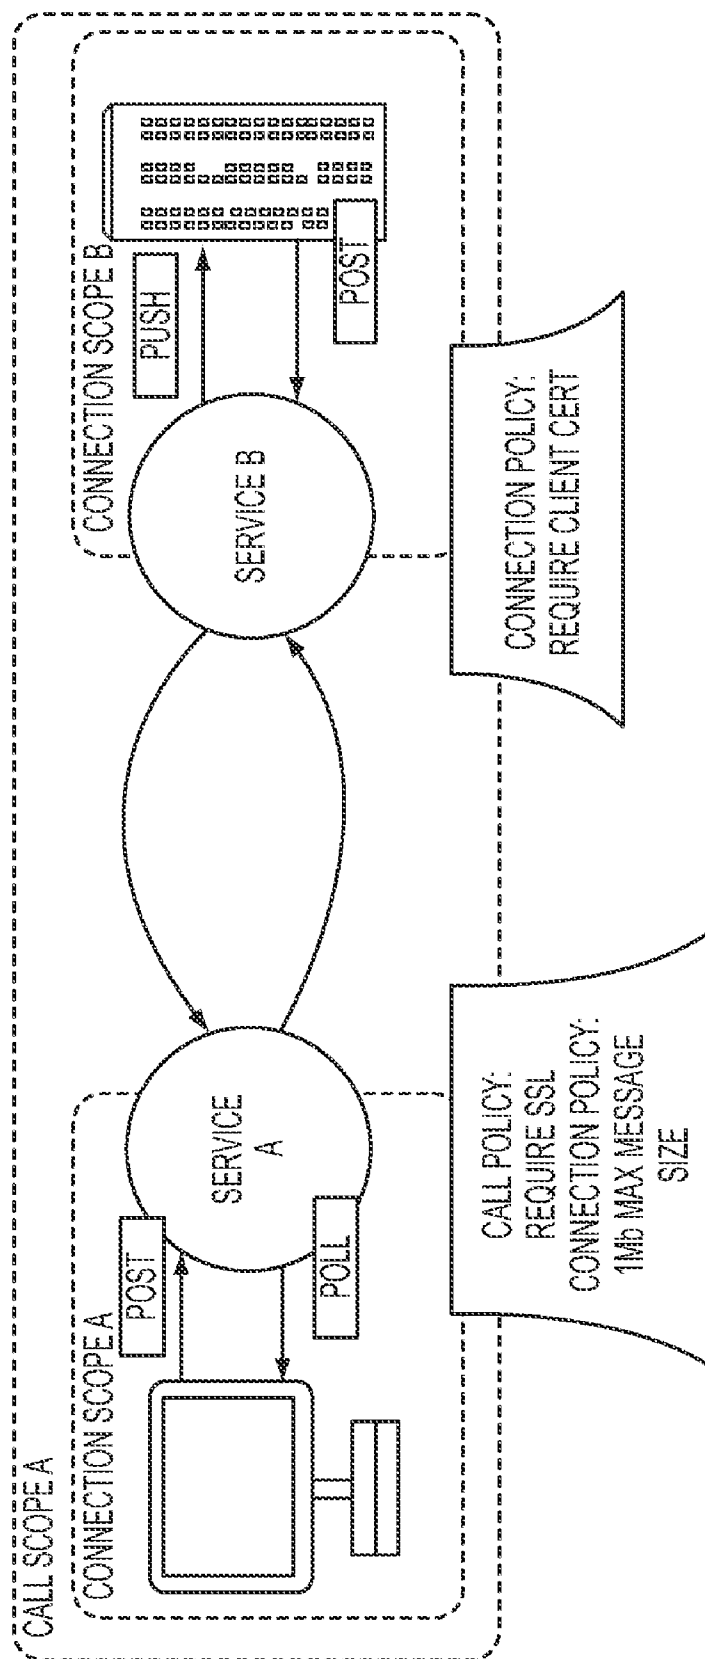 CALL SCOPE A
CONNECTION SCOPE A
POST
POLL
SERVICE
A
CONNECTION SCOPE B
SERVICE B
PUSH
POST
CALL POLICY:
REQUIRE SSL
CONNECTION POLICY:
1Mb MAX MESSAGE
SIZE
CONNECTION POLICY:
REQUIRE CLIENT CERT